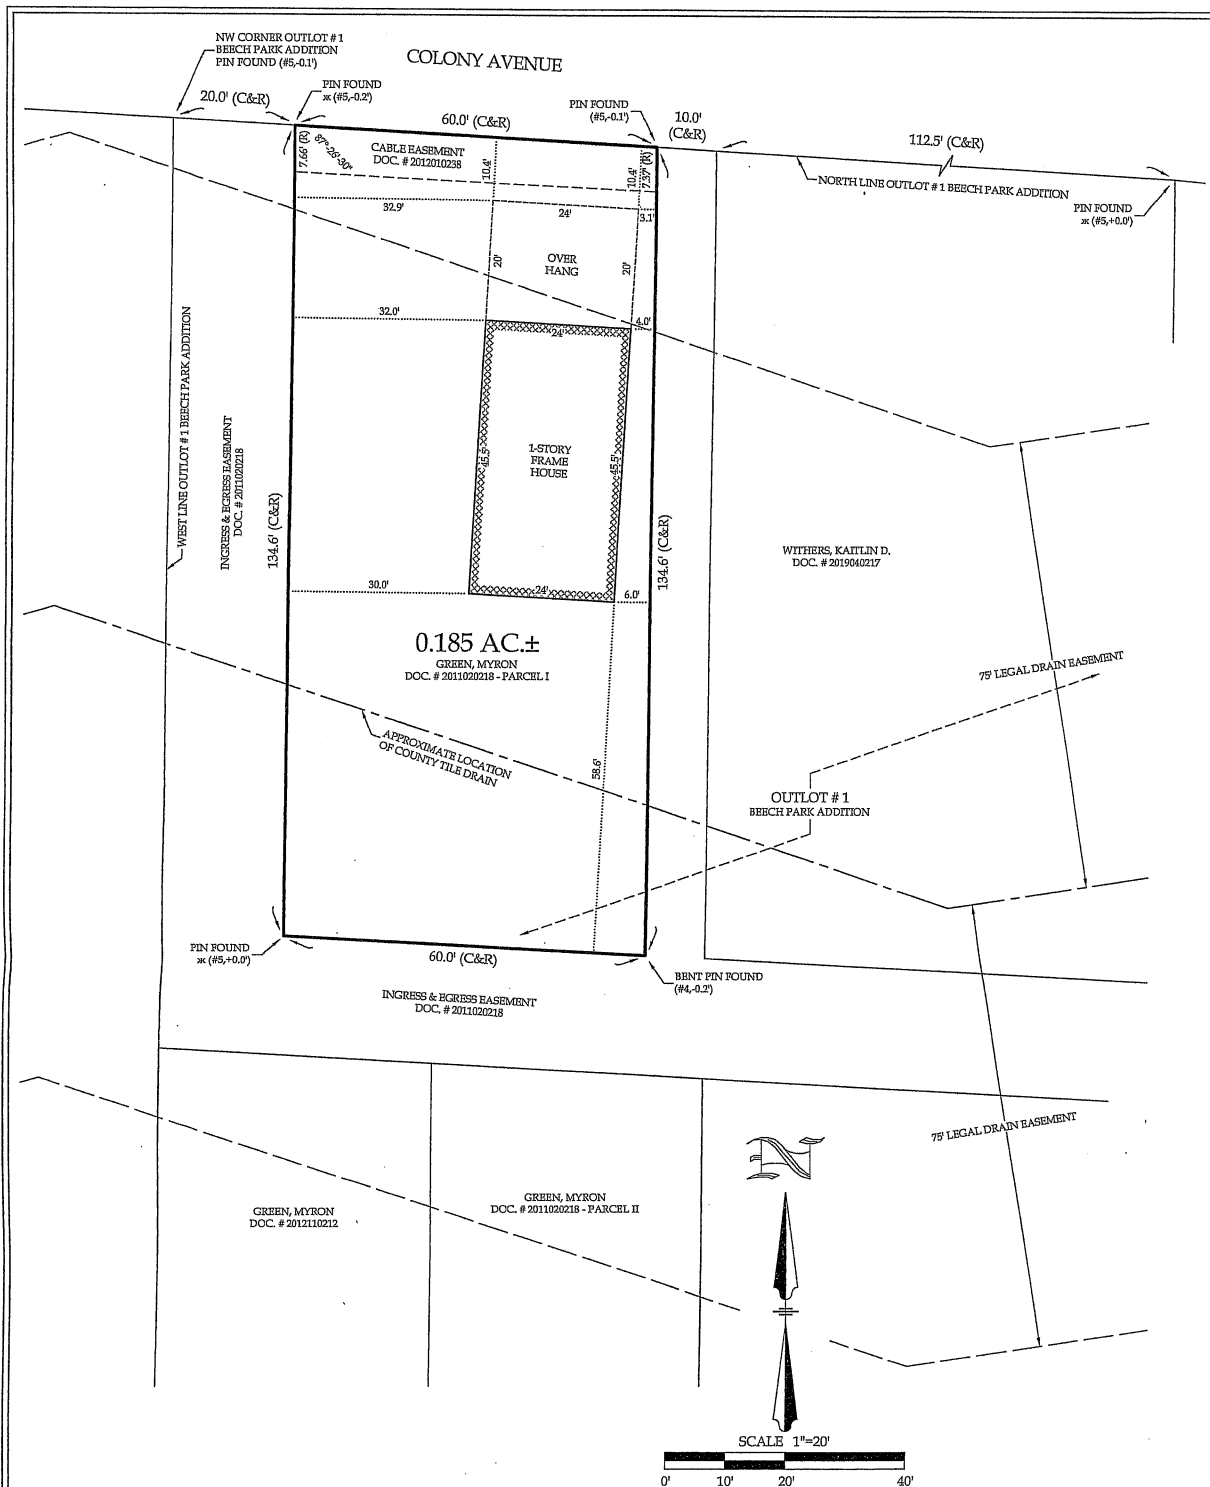 NW CORNER OUTLOT # 1
BEECH PARK ADDITION
PIN FOUND (#5,-0.1')
COLONY AVENUE
PIN FOUND
ж (#5,-0.2')
20.0' (C&R)
60.0' (C&R)
PIN FOUND
(#5,-0.1')
10.0'
(C&R)
112.5' (C&R)
NORTH LINE OUTLOT # 1 BEECH PARK ADDITION
PIN FOUND
ж (#5,+0.0')
7.66' (R)
87°-26'-30"
CABLE EASEMENT
DOC. # 2012010238
10.4'
10.4'
7.37' (R)
32.9'
24'
3.1'
20'
OVER
HANG
20'
32.0'
24'
4.0'
WEST LINE OUTLOT # 1 BEECH PARK ADDITION
INGRESS & EGRESS EASEMENT
DOC. # 2011020218
134.6' (C&R)
45.5'
1-STORY
FRAME
HOUSE
45.5'
134.6' (C&R)
WITHERS, KAITLIN D.
DOC. # 2019040217
30.0'
24'
6.0'
0.185 AC.±
GREEN, MYRON
DOC. # 2011020218 - PARCEL I
75' LEGAL DRAIN EASEMENT
APPROXIMATE LOCATION
OF COUNTY TILE DRAIN
58.6'
OUTLOT # 1
BEECH PARK ADDITION
PIN FOUND
ж (#5,+0.0')
60.0' (C&R)
BENT PIN FOUND
(#4,-0.2')
INGRESS & EGRESS EASEMENT
DOC. # 2011020218
75' LEGAL DRAIN EASEMENT
GREEN, MYRON
DOC. # 2012110212
GREEN, MYRON
DOC. # 2011020218 - PARCEL II
N
SCALE 1"=20'
0' 10' 20' 40'